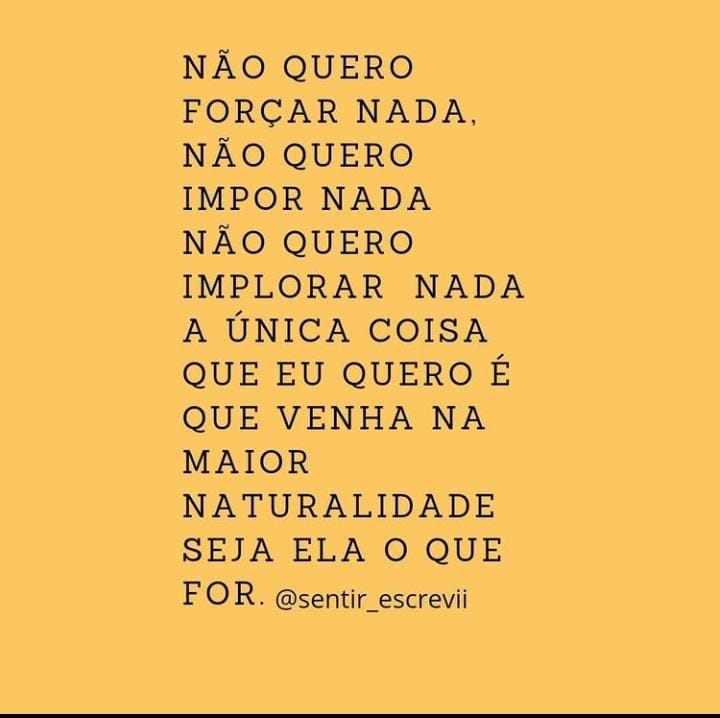 NÃO QUERO
FORÇAR NADA,
NÃO QUERO
IMPOR NADA
NÃO QUERO
IMPLORAR NADA
A ÚNICA COISA
QUE EU QUERO É
QUE VENHA NA
MAIOR
NATURALIDADE
SEJA ELA O QUE
FOR. @sentir_escrevii